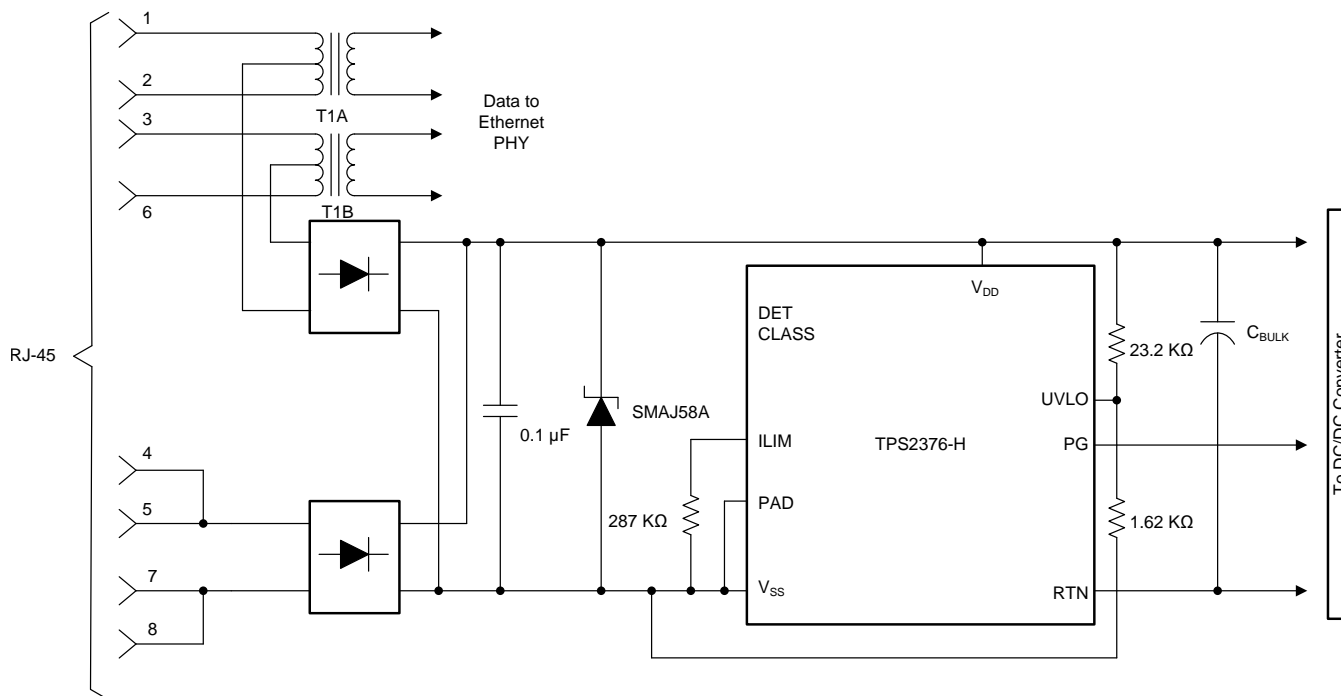 1
2
T1A
3
Data to
Ethernet
PHY
6
T1B
RJ-45
V_DD
DET
CLASS
23.2 KΩ
C_BULK
UVLO
SMAJ58A
0.1 µF
ILIM
TPS2376-H
PG
To DC/DC Converter
4
5
287 KΩ
PAD
1.62 KΩ
7
V_SS
RTN
8